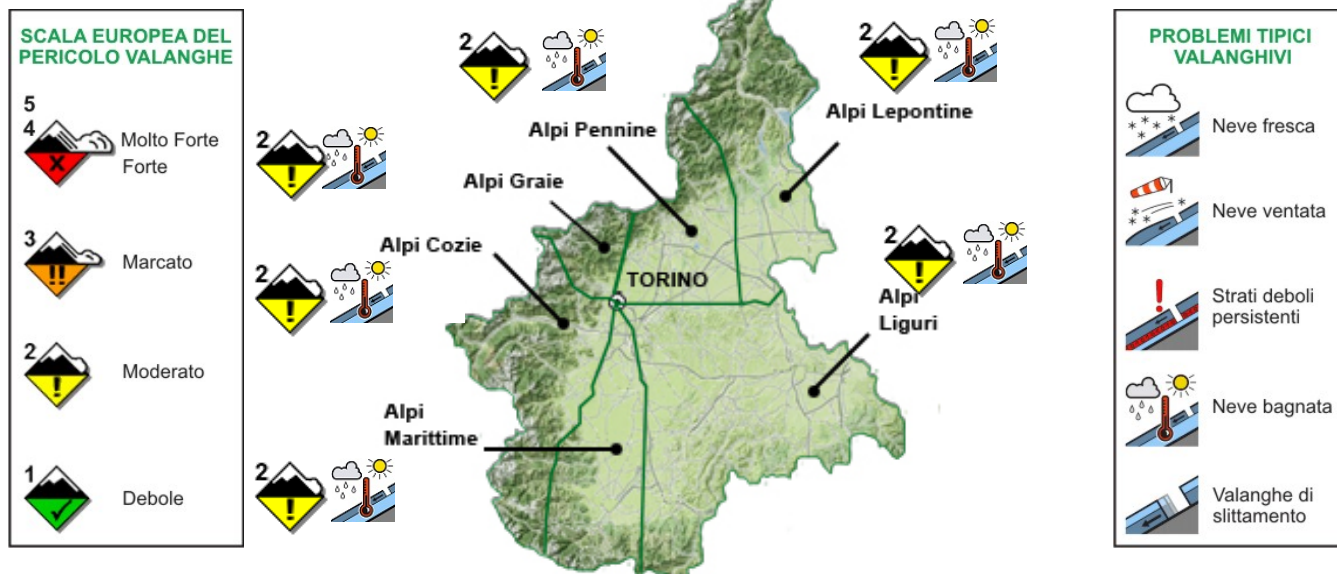 SCALA EUROPEA DEL
PERICOLO VALANGHE
5
4
Molto Forte
Forte
3
Marcato
2
Moderato
1
Debole
2
2
2
2
2
2
Alpi Lepontine
Alpi Pennine
Alpi Graie
Alpi Cozie
TORINO
Alpi
Liguri
Alpi
Marittime
PROBLEMI TIPICI
VALANGHIVI
Neve fresca
Neve ventata
Strati deboli
persistenti
Neve bagnata
Valanghe di
slittamento